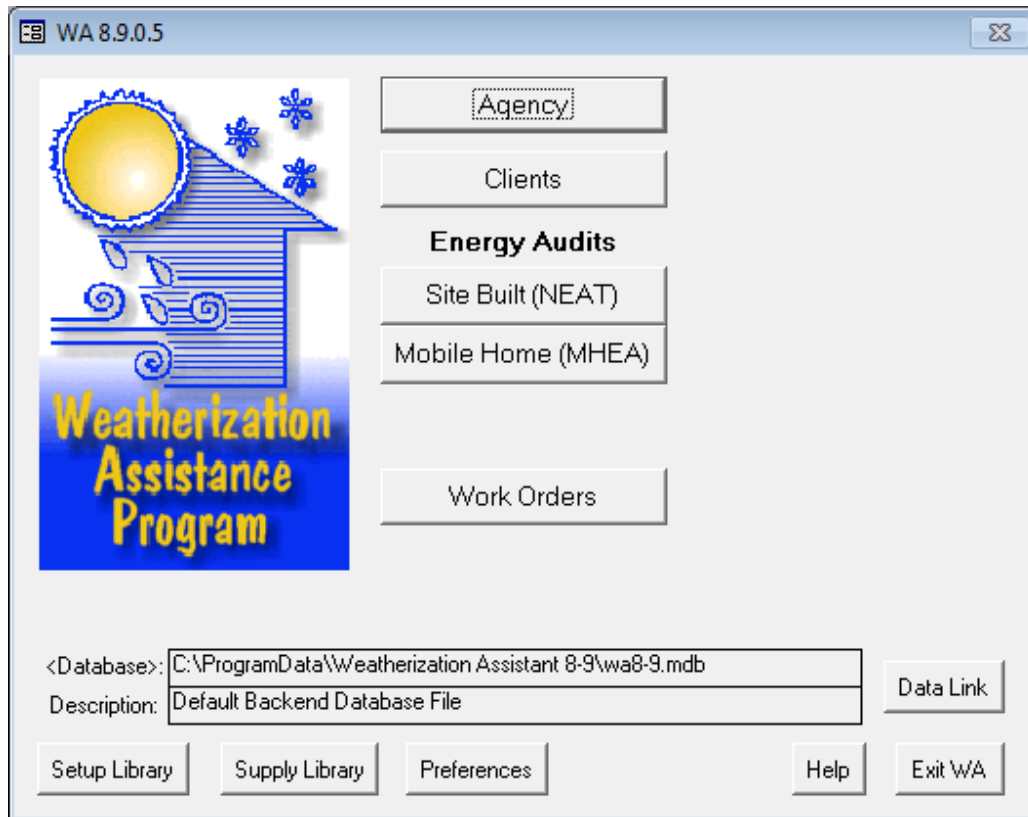 WA 8.9.0.5
Agency
Clients
Energy Audits
Site Built (NEAT)
Mobile Home (MHEA)
Work Orders
Weatherization
Assistance
Program
<Database>: C:\ProgramData\Weatherization Assistant 8-9\wa8-9.mdb
Description: Default Backend Database File
Data Link
Setup Library Supply Library Preferences Help Exit WA